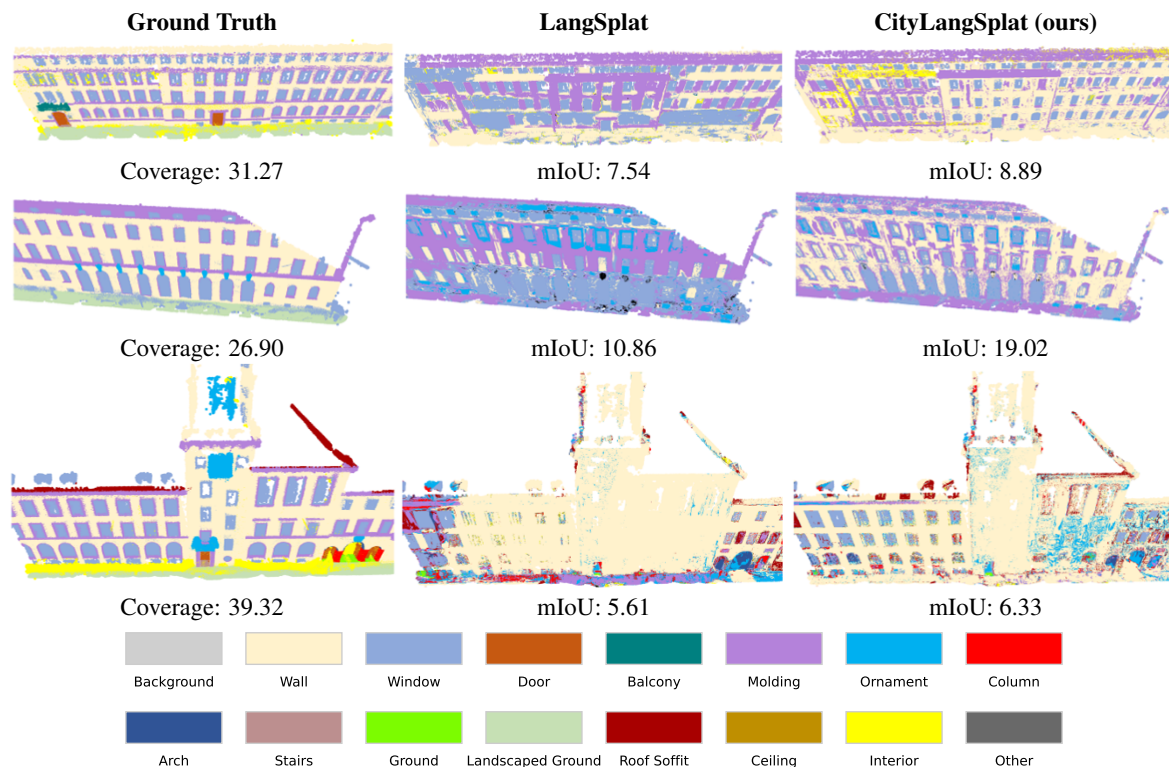 Ground Truth LangSplat CityLangSplat (ours)
Coverage: 31.27 mIoU: 7.54 mIoU: 8.89
Coverage: 26.90 mIoU: 10.86 mIoU: 19.02
Coverage: 39.32 mIoU: 5.61 mIoU: 6.33
Background Wall Window Door Balcony Molding Ornament Column
Arch Stairs Ground Landscaped Ground Roof Soffit Ceiling Interior Other